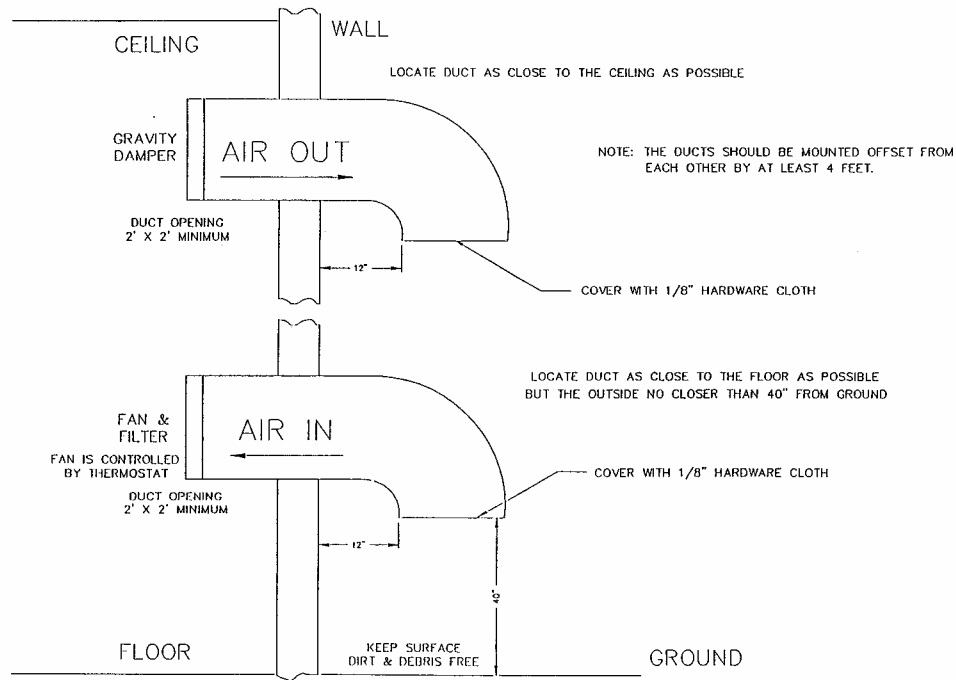 WALL
CEILING
LOCATE DUCT AS CLOSE TO THE CEILING AS POSSIBLE
GRAVITY
DAMPER
AIR OUT
NOTE: THE DUCTS SHOULD BE MOUNTED OFFSET FROM
EACH OTHER BY AT LEAST 4 FEET.
DUCT OPENING
2' X 2' MINIMUM
12"
COVER WITH 1/8" HARDWARE CLOTH
LOCATE DUCT AS CLOSE TO THE FLOOR AS POSSIBLE
BUT THE OUTSIDE NO CLOSER THAN 40" FROM GROUND
FAN &
FILTER
AIR IN
FAN IS CONTROLLED
BY THERMOSTAT
COVER WITH 1/8" HARDWARE CLOTH
DUCT OPENING
2' X 2' MINIMUM
12"
40"
FLOOR
KEEP SURFACE
DIRT & DEBRIS FREE
GROUND